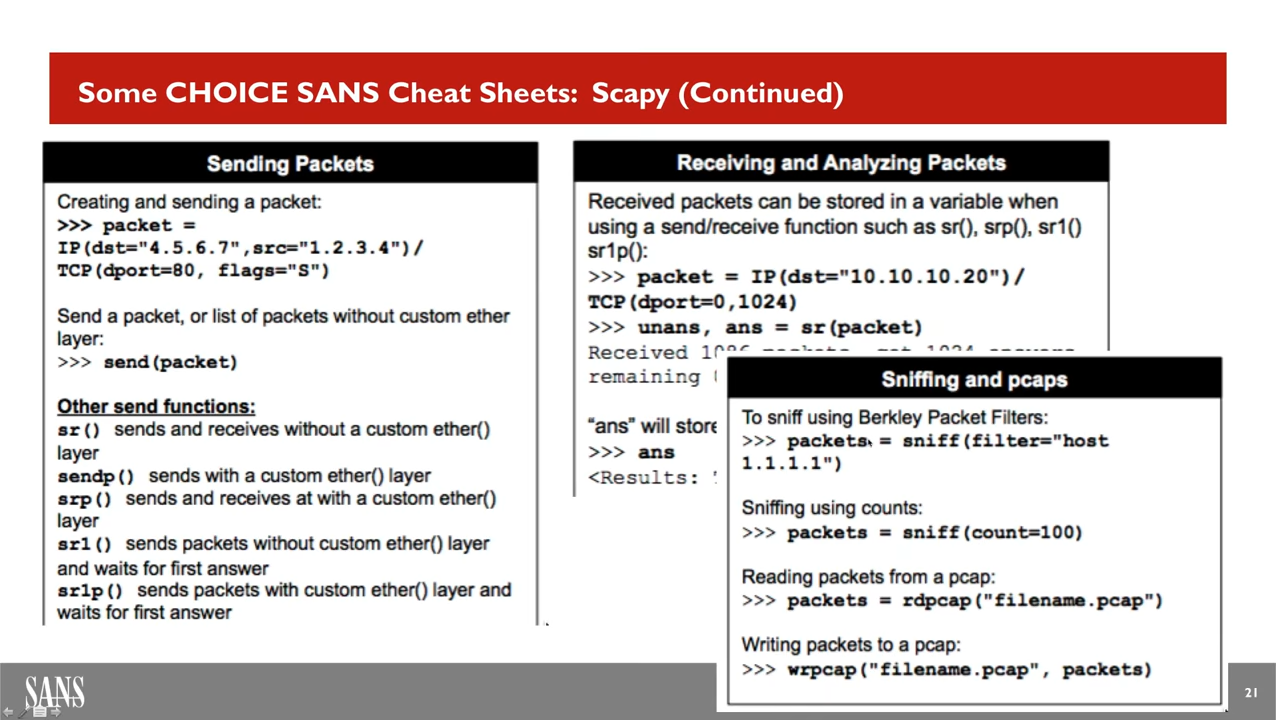 Some CHOICE SANS Cheat Sheets: Scapy (Continued)
Sending Packets
Creating and sending a packet:
>>> packet =
IP(dst="4.5.6.7",src="1.2.3.4")/
TCP(dport=80, flags="S")
Send a packet, or list of packets without custom ether
layer:
>>> send(packet)
Other send functions:
sr() sends and receives without a custom ether()
layer
sendp() sends with a custom ether() layer
srp() sends and receives at with a custom ether()
layer
sr1() sends packets without custom ether() layer
and waits for first answer
sr1p() sends packets with custom ether() layer and
waits for first answer
Receiving and Analyzing Packets
Received packets can be stored in a variable when
using a send/receive function such as sr(), srp(), sr1()
sr1p():
>>> packet = IP(dst="10.10.10.20")/
TCP(dport=0,1024)
>>> unans, ans = sr(packet)
Received
remaining
“ans” will store
>>> ans
<Results:
Sniffing and pcaps
To sniff using Berkley Packet Filters:
>>> packets = sniff(filter="host
1.1.1.1")
Sniffing using counts:
>>> packets = sniff(count=100)
Reading packets from a pcap:
>>> packets = rdpcap("filename.pcap")
Writing packets to a pcap:
>>> wrpcap("filename.pcap", packets)
SANS
21